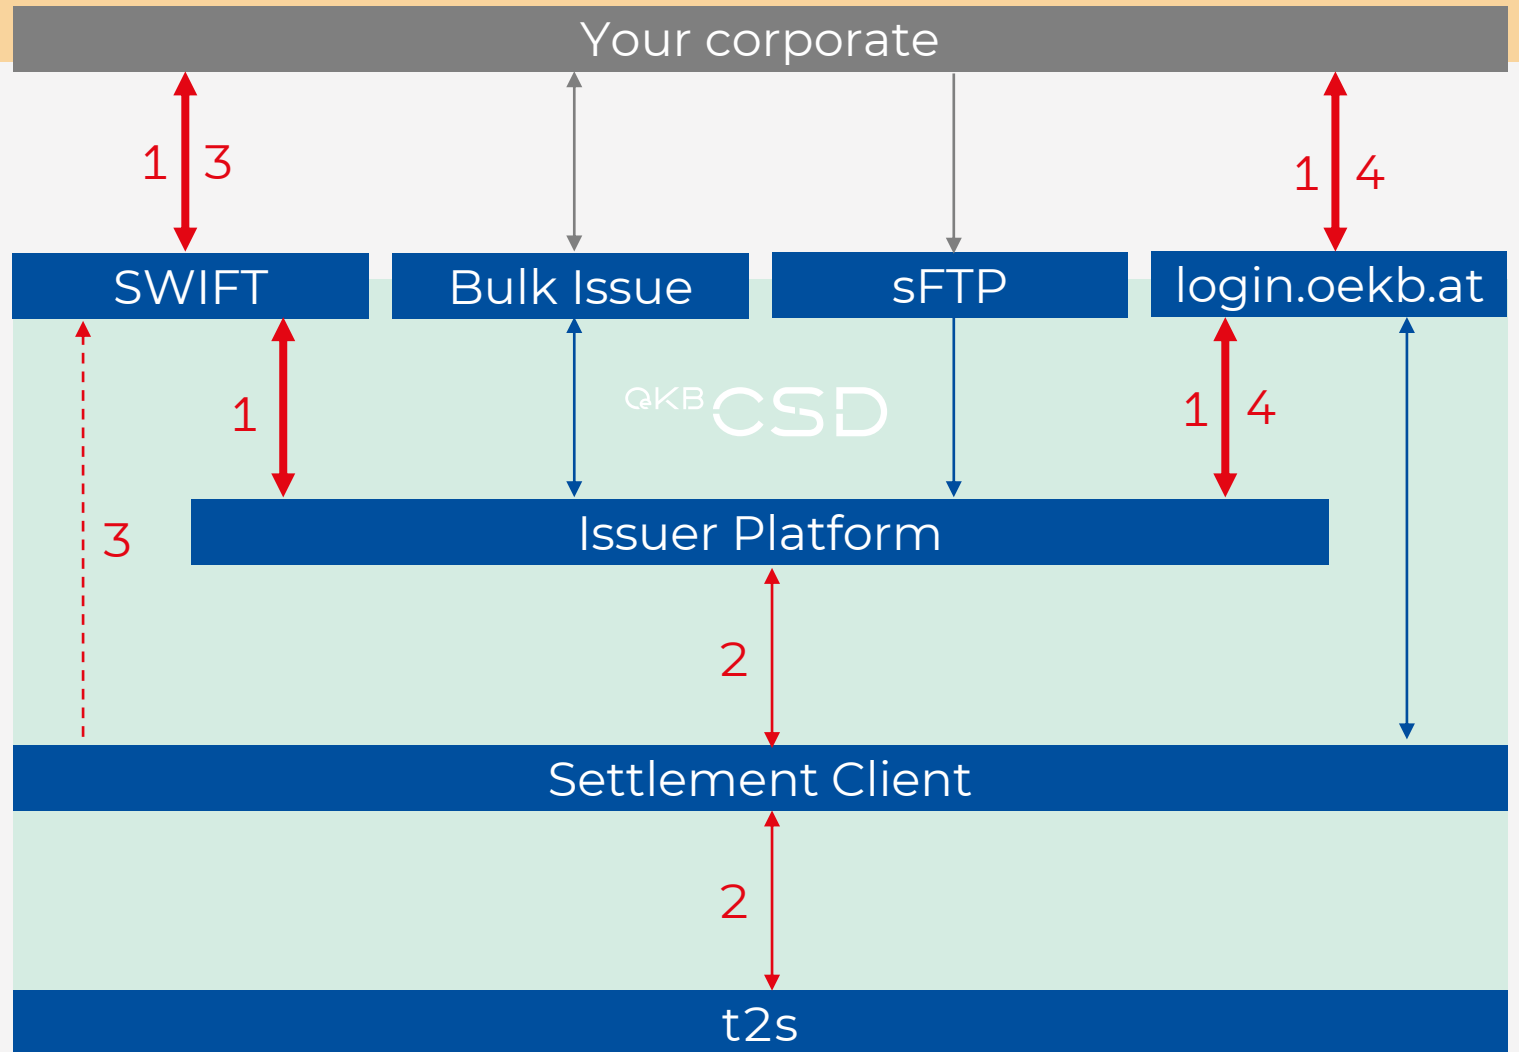 Your corporate
1 3
1 4
SWIFT
Bulk Issue
sFTP
login.oekb.at
OeKB CSD
1
1 4
3
Issuer Platform
2
Settlement Client
2
t2s